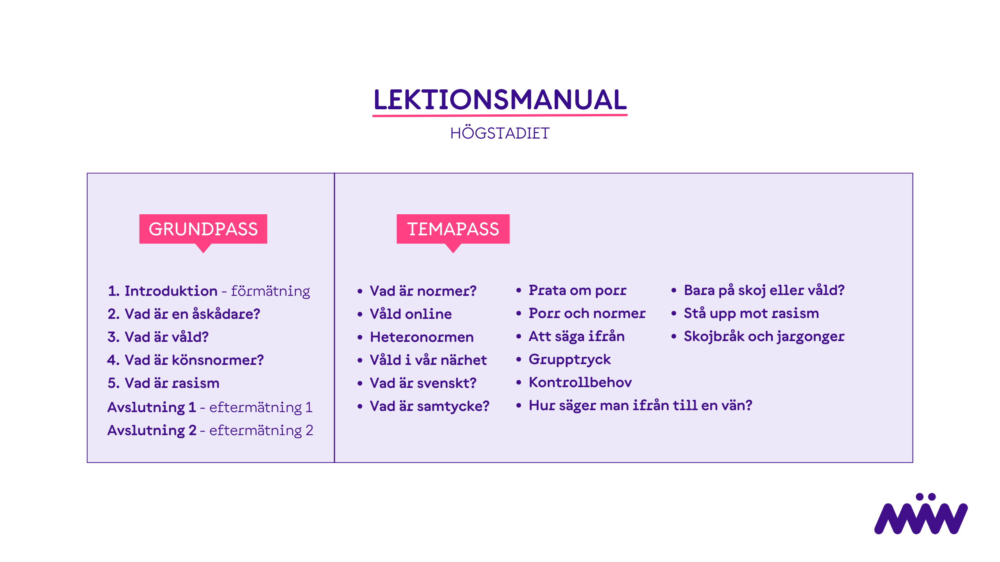 LEKTIONSMANUAL
HÖGSTADIET
GRUNDPASS
1. Introduktion - förmätning
2. Vad är en åskådare?
3. Vad är våld?
4. Vad är könsnormer?
5. Vad är rasism
Avslutning 1 - eftermätning 1
Avslutning 2 - eftermätning 2
TEMAPASS
• Vad är normer?
• Våld online
• Heteronormen
• Våld i vår närhet
• Vad är svenskt?
• Vad är samtycke?
• Prata om porr
• Porr och normer
• Att säga ifrån
• Grupptryck
• Kontrollbehov
• Hur säger man ifrån till en vän?
• Bara på skoj eller våld?
• Stå upp mot rasism
• Skojbråk och jargonger